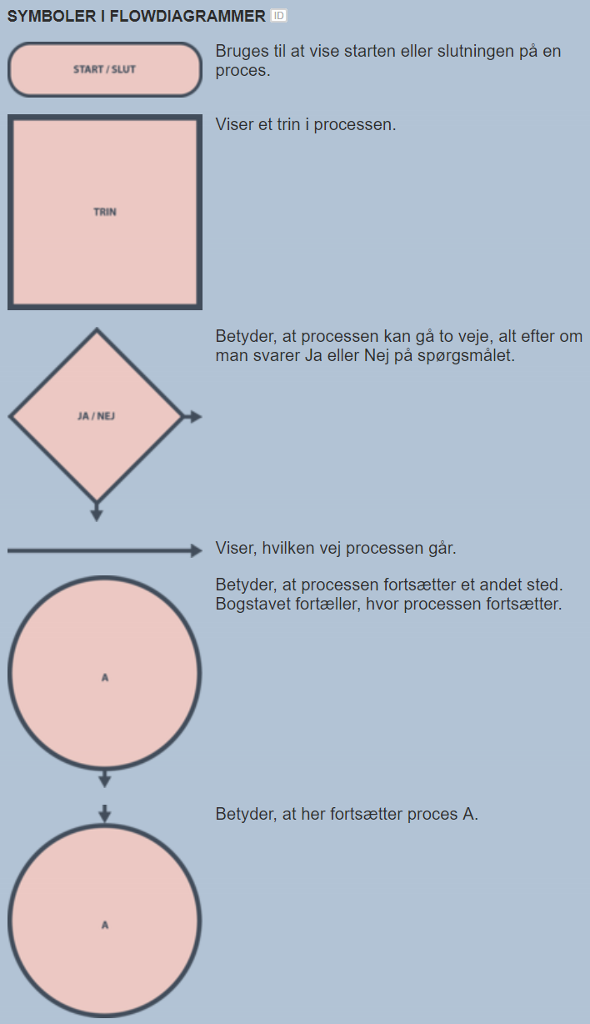 SYMBOLER I FLOWDIAGRAMMER ID
START / SLUT
Bruges til at vise starten eller slutningen på en
proces.
Viser et trin i processen.
TRIN
Betyder, at processen kan gå to veje, alt efter om
man svarer Ja eller Nej på spørgsmålet.
JA / NEJ
Viser, hvilken vej processen går.
Betyder, at processen fortsætter et andet sted.
Bogstavet fortæller, hvor processen fortsætter.
A
Betyder, at her fortsætter proces A.
A